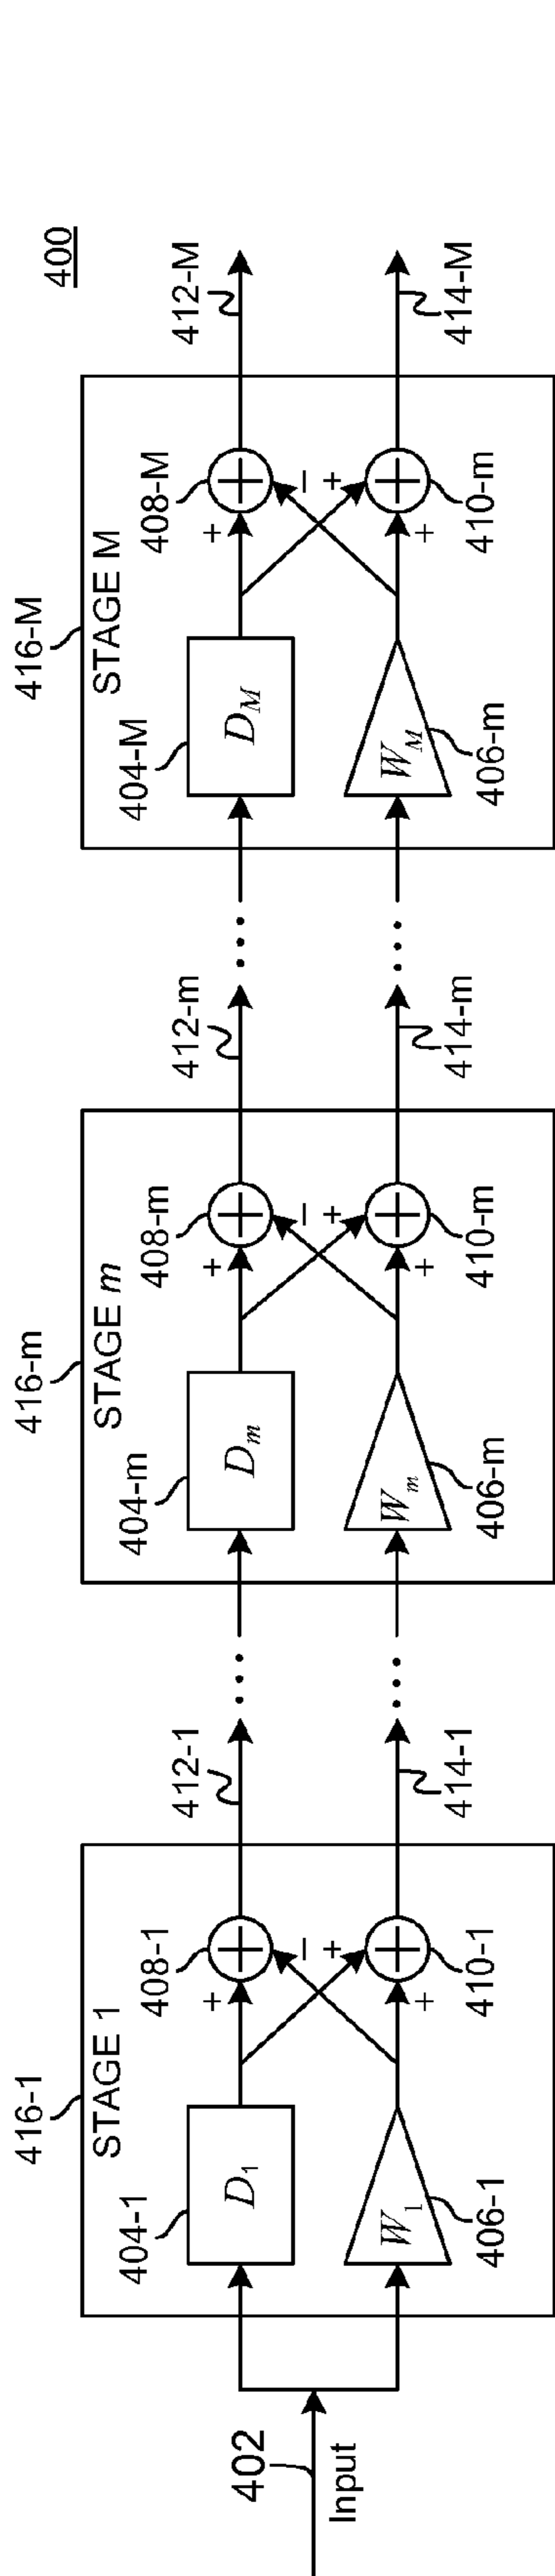 400
402
Input
416-1
STAGE 1
404-1
D1
W1
406-1
408-1
+
−
+
+
410-1
412-1
...
414-1
...
416-m
STAGE m
404-m
Dm
Wm
406-m
408-m
+
−
+
+
410-m
412-m
...
414-m
...
416-M
STAGE M
404-M
DM
WM
406-m
408-M
+
−
+
+
410-m
412-M
414-M